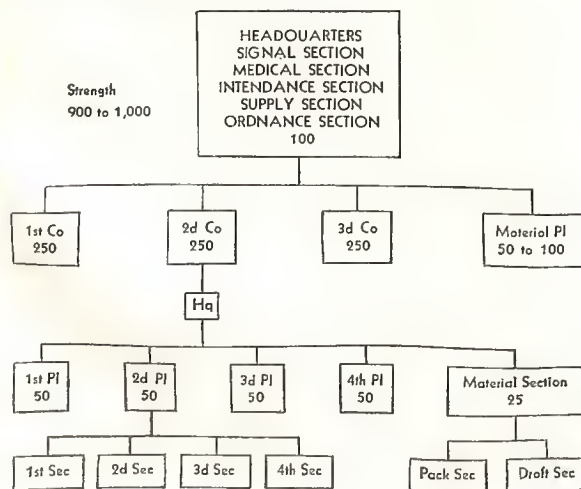 HEADQUARTERS
SIGNAL SECTION
MEDICAL SECTION
INTENDANCE SECTION
SUPPLY SECTION
ORDNANCE SECTION
100
Strength
900 to 1,000
1st Co
250
2d Co
250
3d Co
250
Material Pl
50 to 100
Hq
1st Pl
50
2d Pl
50
3d Pl
50
4th Pl
50
Material Section
25
1st Sec
2d Sec
3d Sec
4th Sec
Pack Sec
Draft Sec